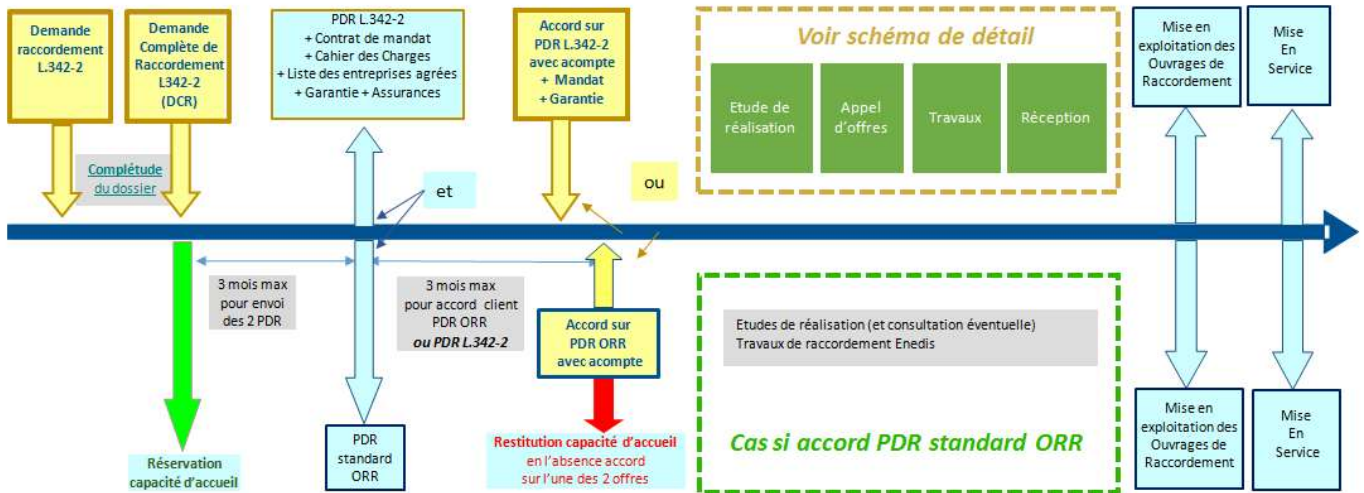 Demande
raccordement
L.342-2
Demande
Complète de
Raccordement
L342-2
(DCR)
PDR L.342-2
+ Contrat de mandat
+ Cahier des Charges
+ Liste des entreprises agrées
+ Garantie + Assurances
Accord sur
PDR L.342-2
avec acompte
+ Mandat
+ Garantie
Voir schéma de détail
Etude de
réalisation
Appel
d'offres
Travaux
Réception
Mise en
exploitation des
Ouvrages de
Raccordement
Mise
En
Service
Complétude
du dossier
et
ou
3 mois max
pour envoi
des 2 PDR
3 mois max
pour accord client
PDR ORR
ou PDR L.342-2
Accord sur
PDR ORR
avec acompte
Etudes de réalisation (et consultation éventuelle)
Travaux de raccordement Enedis
Cas si accord PDR standard ORR
Réservation
capacité d'accueil
PDR
standard
ORR
Restitution capacité d'accueil
en l'absence accord
sur l'une des 2 offres
Mise en
exploitation des
Ouvrages de
Raccordement
Mise
En
Service